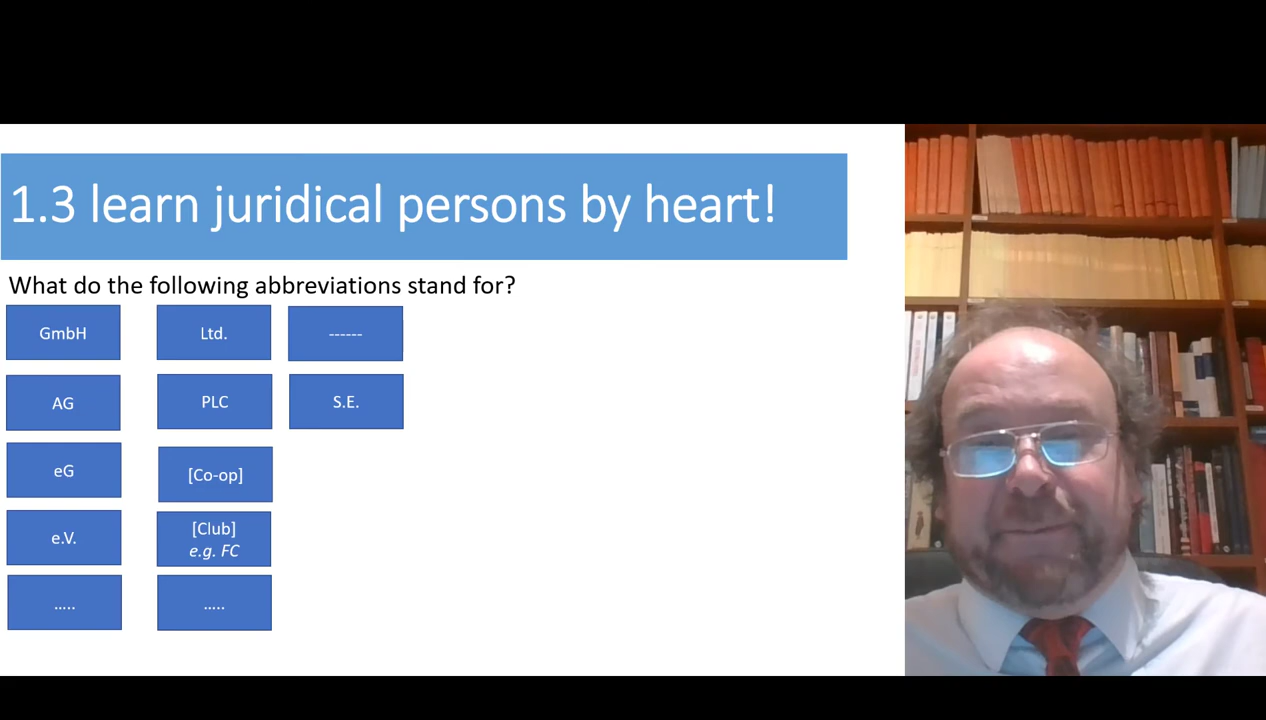 1.3 learn juridical persons by heart!
What do the following abbreviations stand for?
GmbH
Ltd.
------
AG
PLC
S.E.
eG
[Co-op]
e.V.
[Club]
e.g. FC
.....
.....